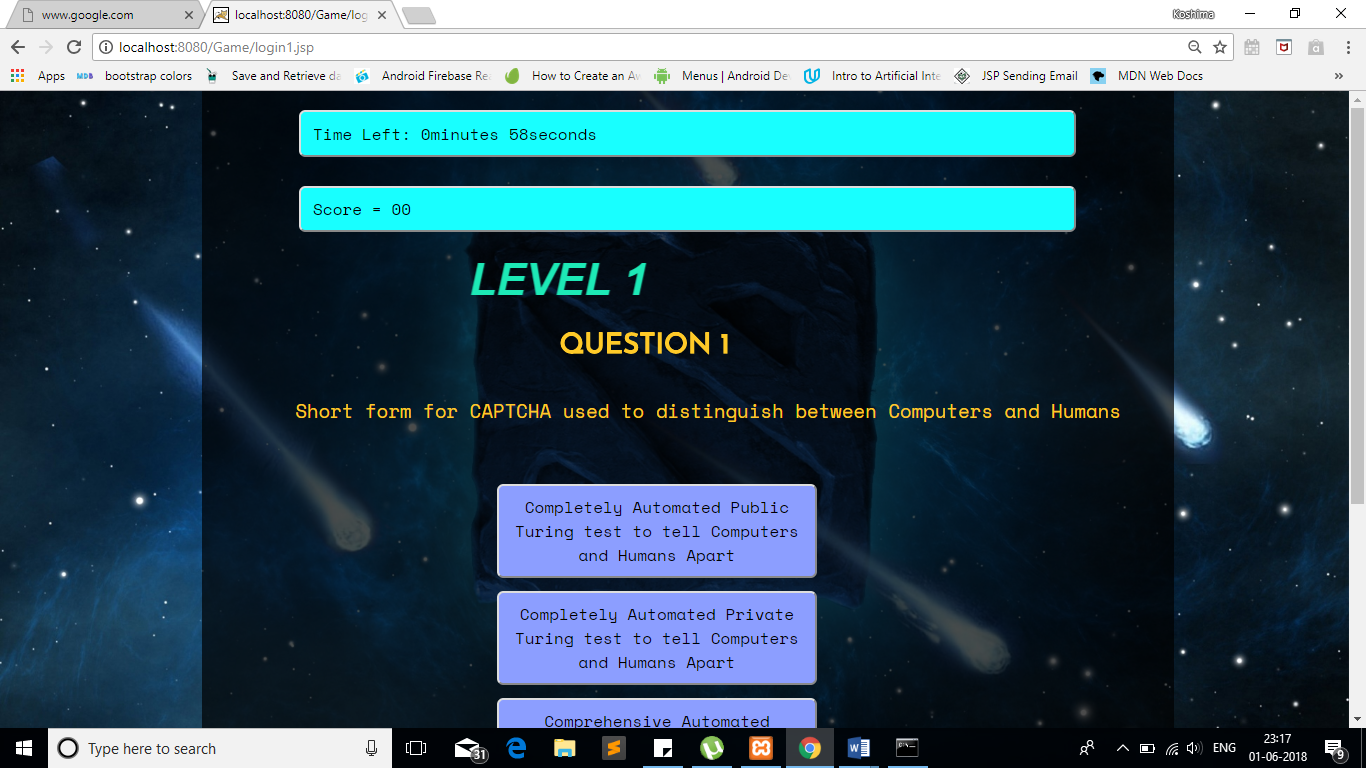 www.google.com
localhost:8080/Game/log
Koshima
localhost:8080/Game/login1.jsp
Apps
MDB
bootstrap colors
Save and Retrieve da
Android Firebase Re
How to Create an Aw
Menus | Android De
Intro to Artificial Inte
JSP Sending Email
MDN Web Docs
»
Time Left: 0minutes 58seconds
Score = 00
LEVEL 1
QUESTION 1
Short form for CAPTCHA used to distinguish between Computers and Humans
Completely Automated Public
Turing test to tell Computers
and Humans Apart
Completely Automated Private
Turing test to tell Computers
and Humans Apart
Comprehensive Automated
Type here to search
31
ENG
23:17
01-06-2018
9